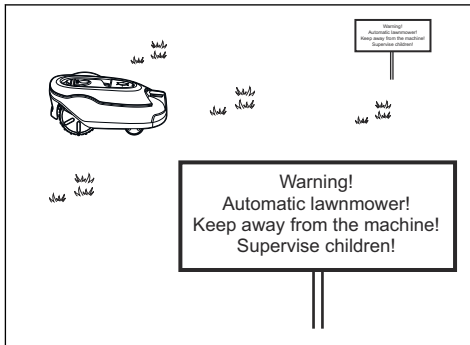 Warning!
Automatic lawnmower!
Keep away from the machine!
Supervise children!
Warning!
Automatic lawnmower!
Keep away from the machine!
Supervise children!